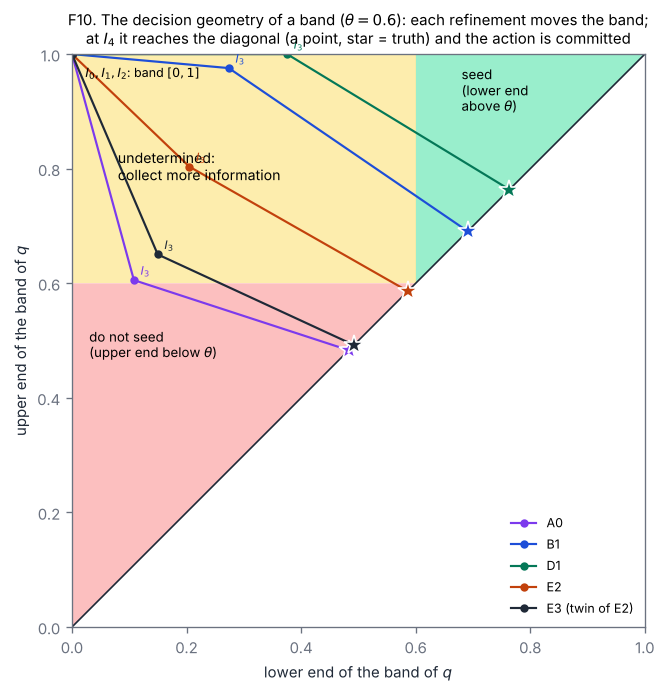 F10. The decision geometry of a band (θ = 0.6): each refinement moves the band;
at I₄ it reaches the diagonal (a point, star = truth) and the action is committed
I₃
I₃
1.0
I₀, I₁, I₂: band [0, 1]
seed
(lower end
above θ)
undetermined:
collect more information
0.8
I₃
I₃
0.6
do not seed
(upper end below θ)
0.4
0.2
0.0
upper end of the band of q
A0
B1
D1
E2
E3 (twin of E2)
0.0
0.2
0.4
0.6
0.8
1.0
lower end of the band of q